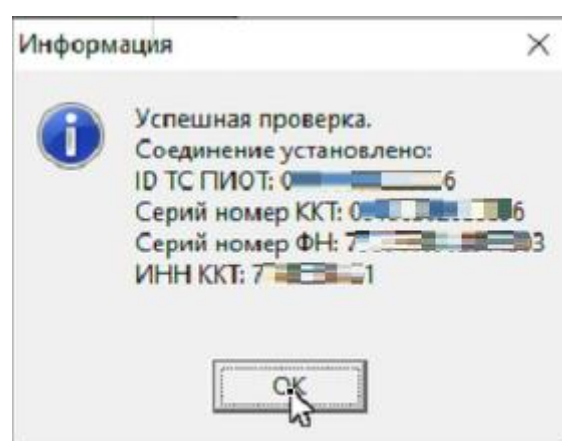 Информация
Успешная проверка.
Соединение установлено:
ID ТС ПИОТ: 0 6
Серий номер ККТ: 0 6
Серий номер ФН: 7 03
ИНН ККТ: 7 1
OK